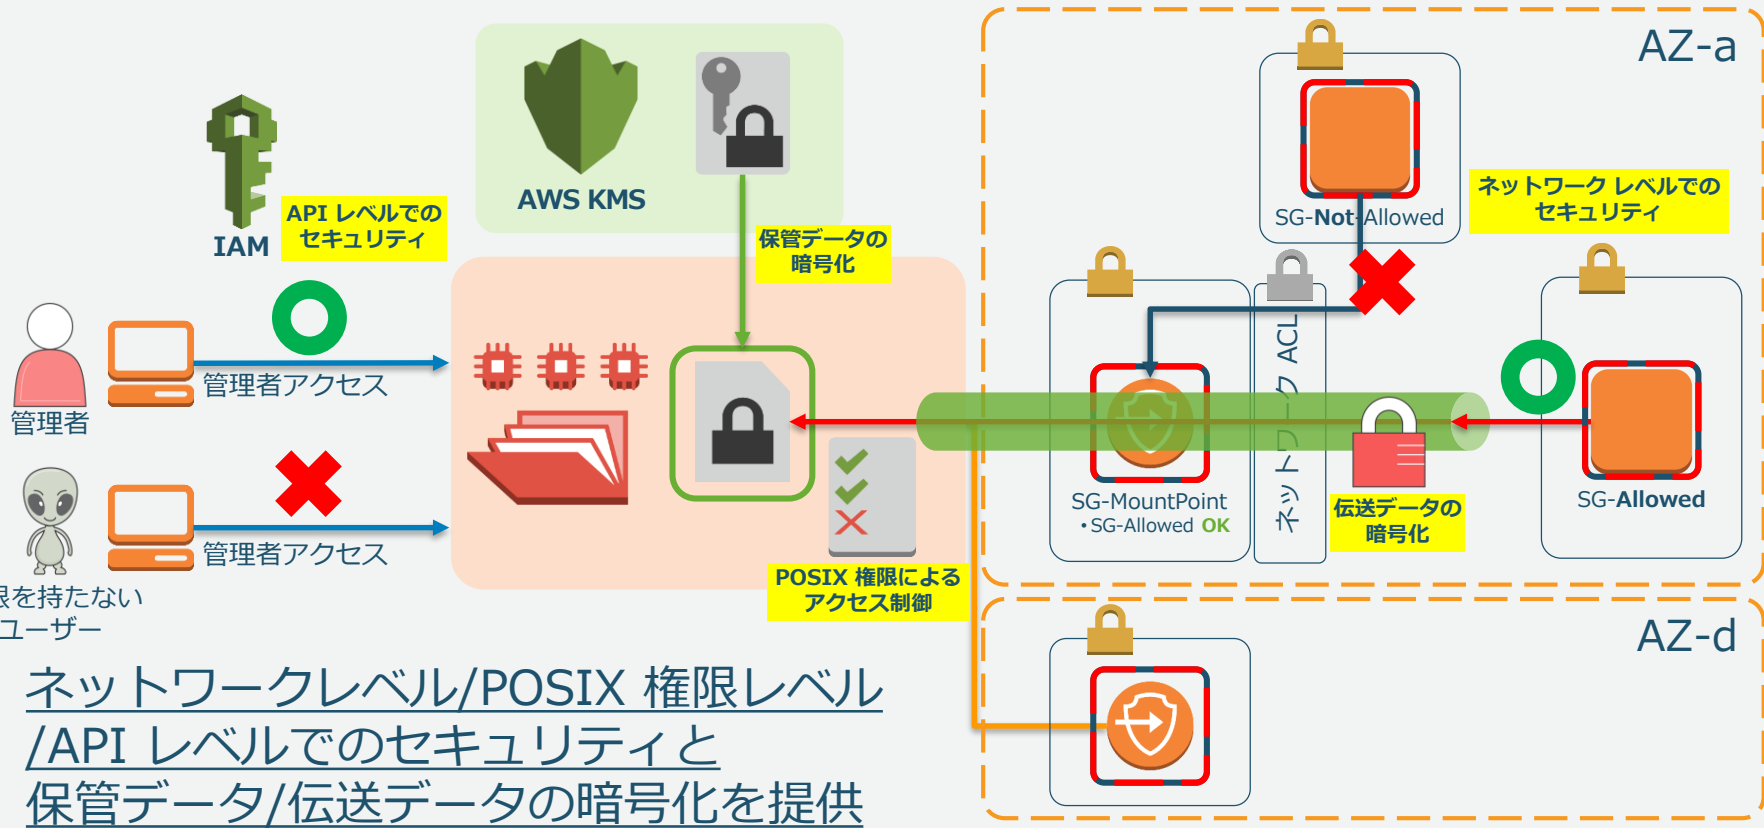 AZ-a
AWS KMS
IAM
API レベルでの
セキュリティ
保管データの
暗号化
SG-Not-Allowed
ネットワーク レベルでの
セキュリティ
管理者アクセス
管理者
ネットワーク ACL
SG-MountPoint
•SG-Allowed OK
伝送データの
暗号化
SG-Allowed
管理者アクセス
限を持たない
ユーザー
POSIX 権限による
アクセス制御
AZ-d
ネットワークレベル/POSIX 権限レベル
/API レベルでのセキュリティと
保管データ/伝送データの暗号化を提供